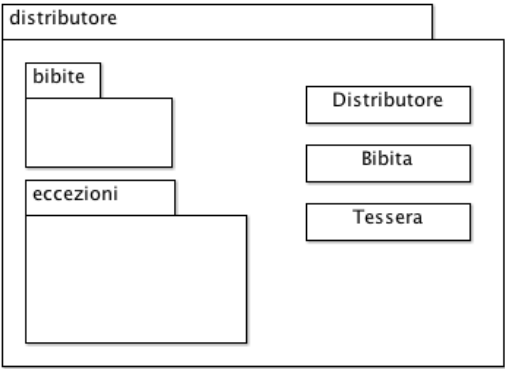 distributore
bibite
Distributore
Bibita
eccezioni
Tessera